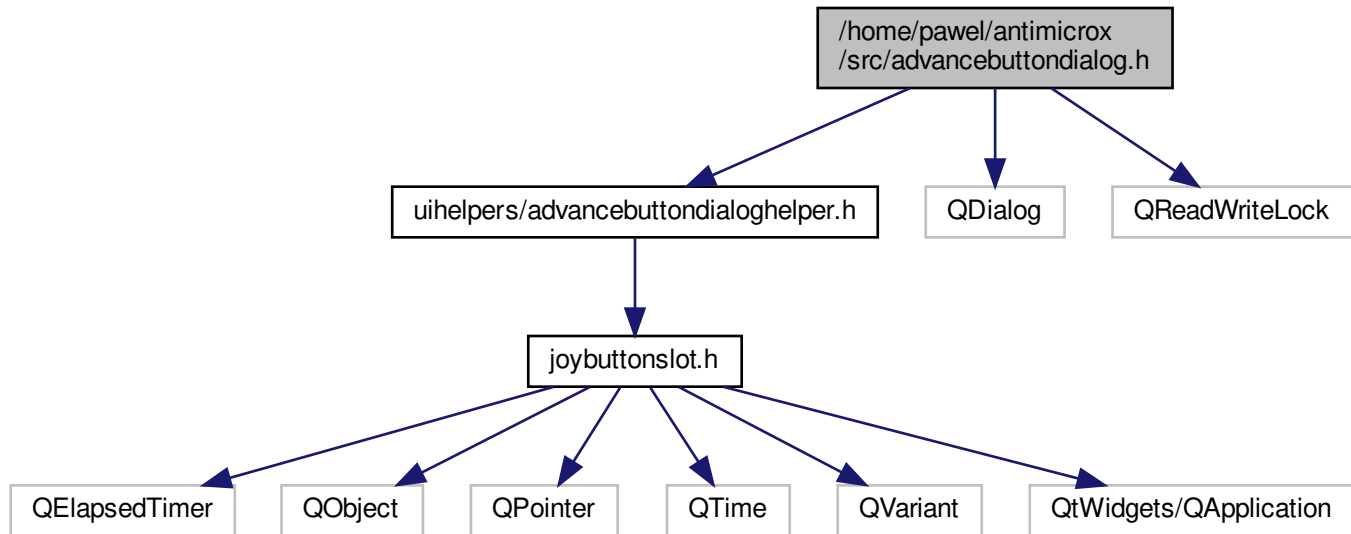 /home/pawel/antimicrox
/src/advancebuttondialog.h
uihelpers/advancebuttondialoghelper.h
QDialog
QReadWriteLock
joybuttonslot.h
QElapsedTimer
QObject
QPointer
QTime
QVariant
QtWidgets/QApplication